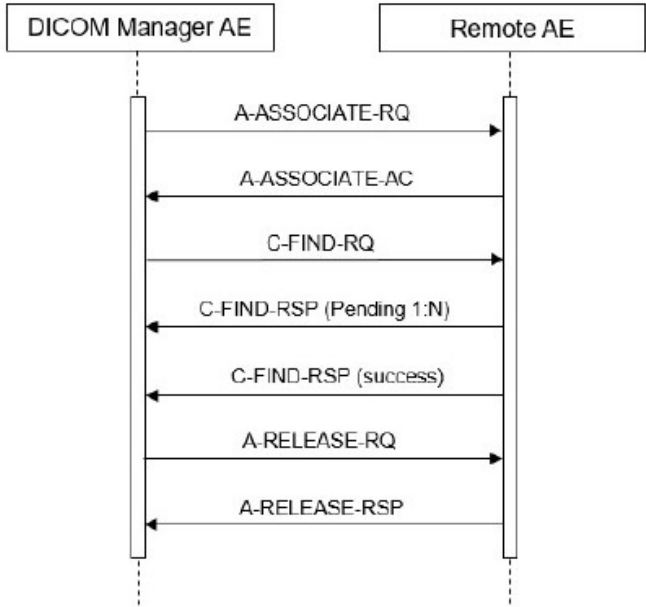 DICOM Manager AE
Remote AE
A-ASSOCIATE-RQ
A-ASSOCIATE-AC
C-FIND-RQ
C-FIND-RSP (Pending 1:N)
C-FIND-RSP (success)
A-RELEASE-RQ
A-RELEASE-RSP